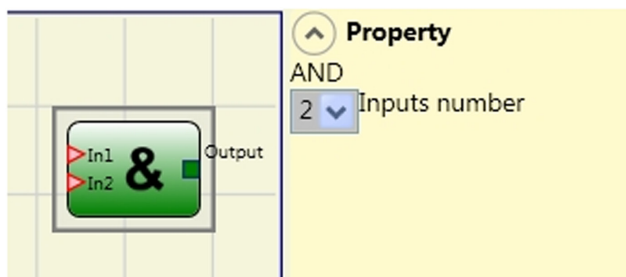 Property
AND
2 Inputs number
In1
In2
&
Output